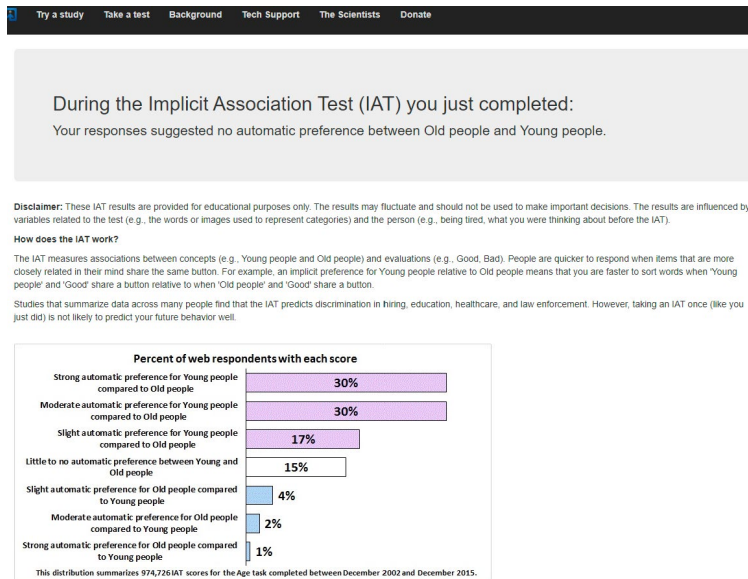 Try a study Take a test Background Tech Support The Scientists Donate
During the Implicit Association Test (IAT) you just completed:
Your responses suggested no automatic preference between Old people and Young people.
Disclaimer: These IAT results are provided for educational purposes only. The results may fluctuate and should not be used to make important decisions. The results are influenced by
variables related to the test (e.g., the words or images used to represent categories) and the person (e.g., being tired, what you were thinking about before the IAT).
How does the IAT work?
The IAT measures associations between concepts (e.g., Young people and Old people) and evaluations (e.g., Good, Bad). People are quicker to respond when items that are more
closely related in their mind share the same button. For example, an implicit preference for Young people relative to Old people means that you are faster to sort words when 'Young
people' and 'Good' share a button relative to when 'Old people' and 'Good' share a button.
Studies that summarize data across many people find that the IAT predicts discrimination in hiring, education, healthcare, and law enforcement. However, taking an IAT once (like you
just did) is not likely to predict your future behavior well.
Percent of web respondents with each score
Strong automatic preference for Young people
compared to Old people
30%
Moderate automatic preference for Young people
compared to Old people
30%
Slight automatic preference for Young people
compared to Old people
17%
Little to no automatic preference between Young and
Old people
15%
Slight automatic preference for Old people compared
to Young people
4%
Moderate automatic preference for Old people
compared to Young people
2%
Strong automatic preference for Old people compared
to Young people
1%
This distribution summarizes 974,726 IAT scores for the Age task completed between December 2002 and December 2015.